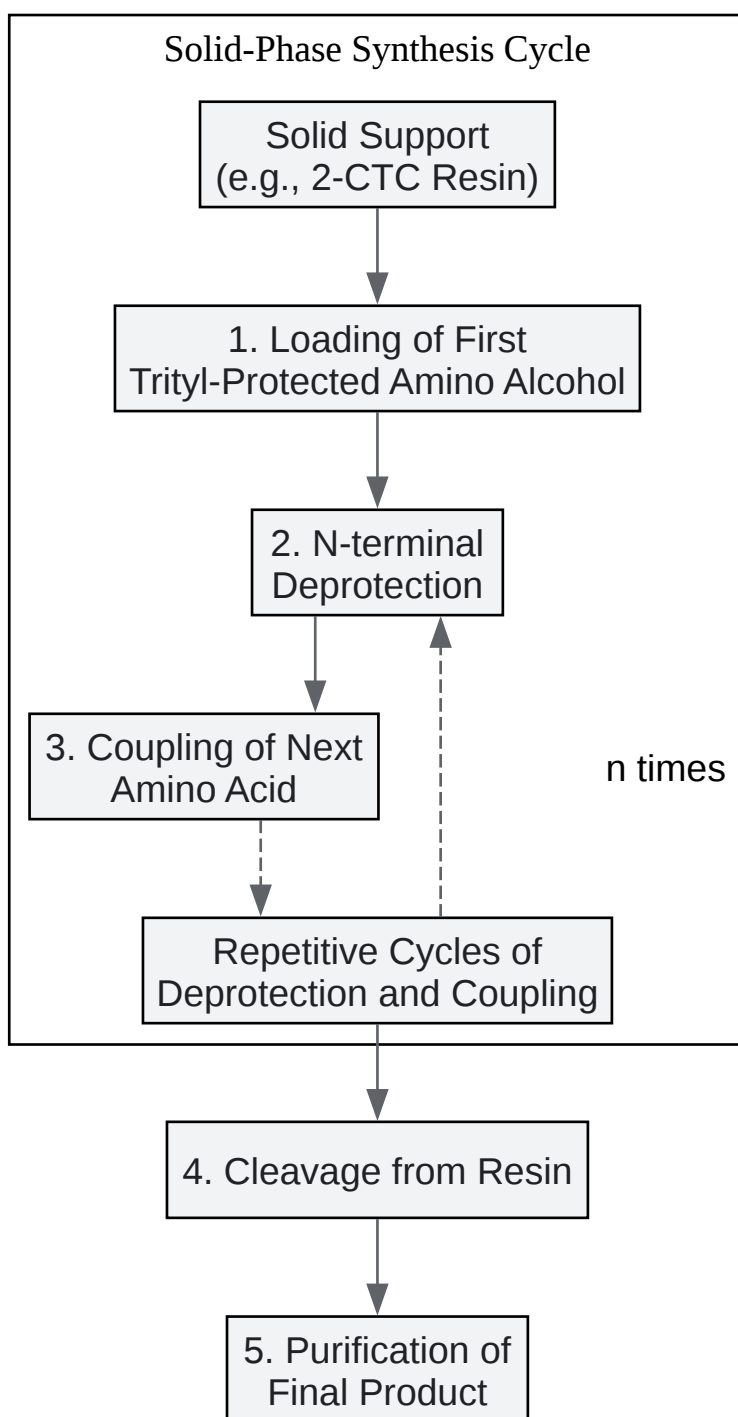 Solid-Phase Synthesis Cycle
Solid Support
(e.g., 2-CTC Resin)
1. Loading of First
Trityl-Protected Amino Alcohol
2. N-terminal
Deprotection
3. Coupling of Next
Amino Acid
n times
Repetitive Cycles of
Deprotection and Coupling
4. Cleavage from Resin
5. Purification of
Final Product